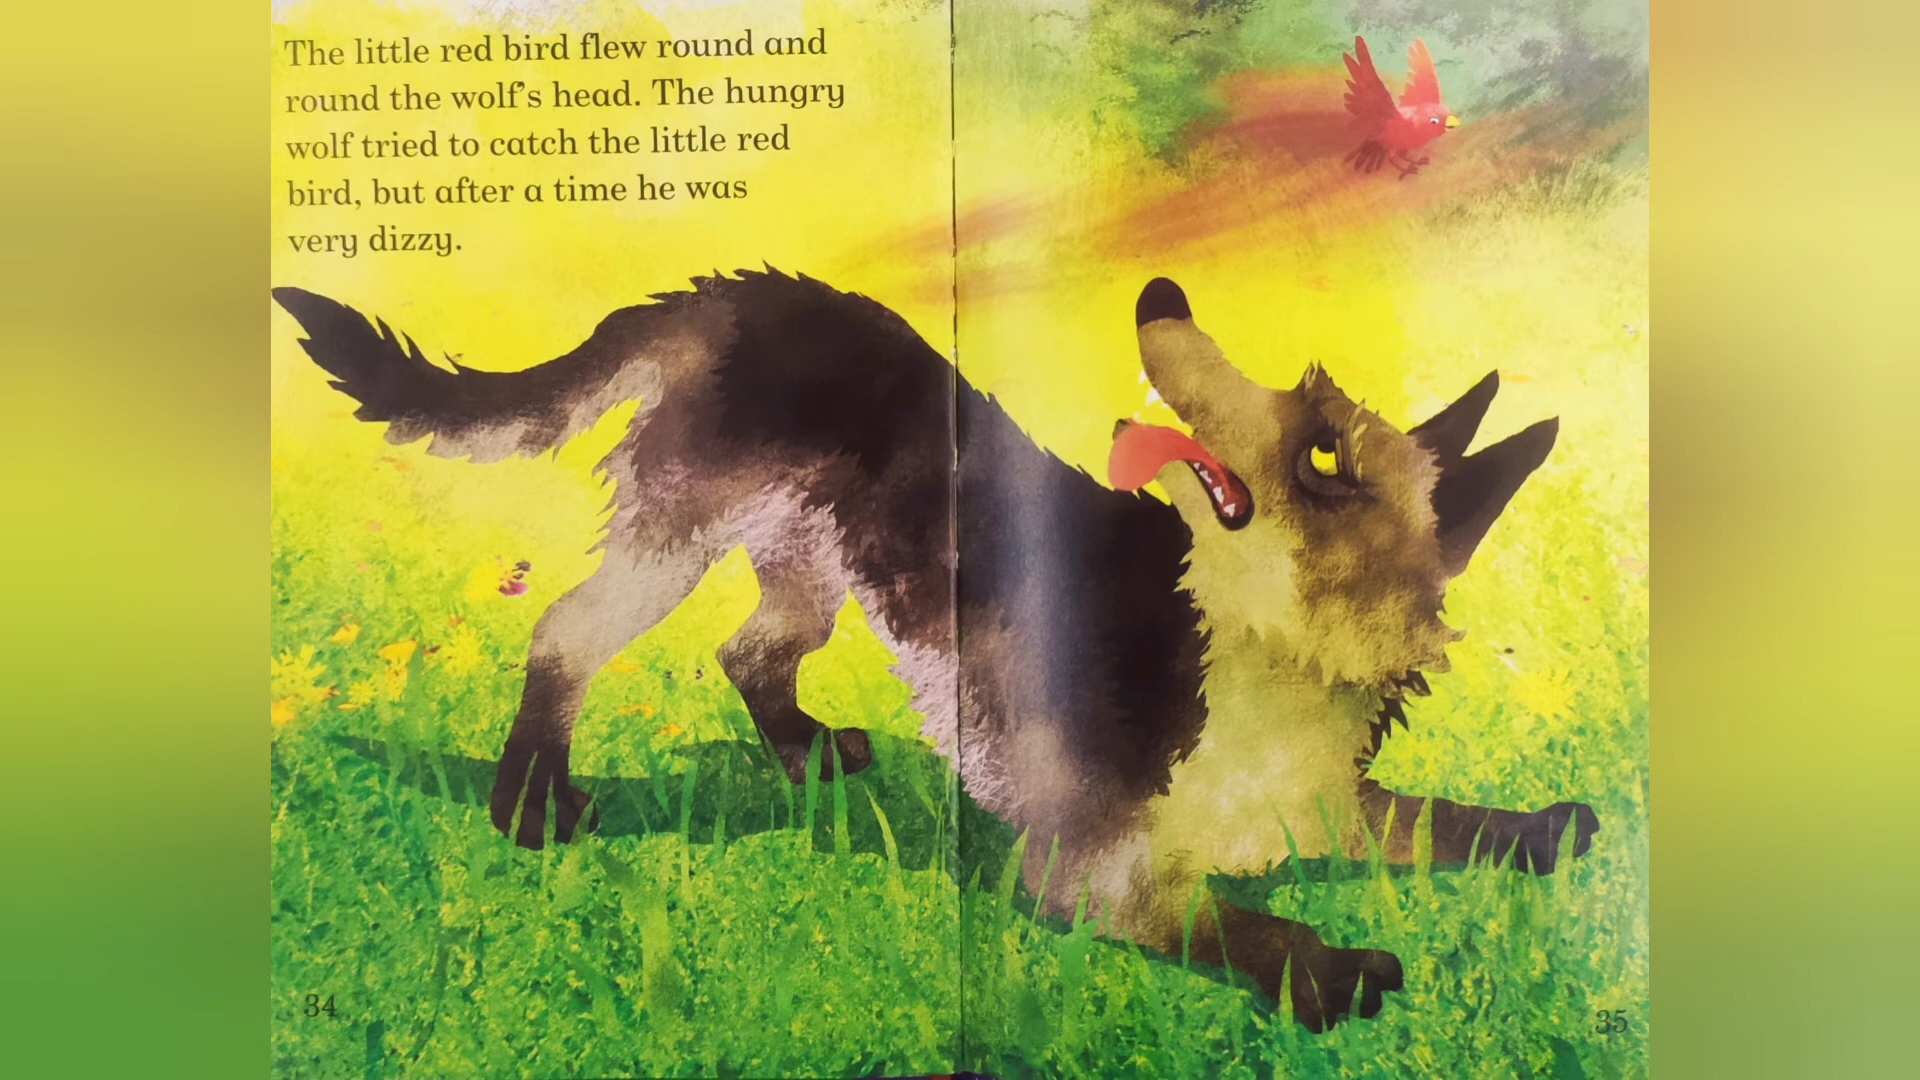 The little red bird flew round and
round the wolf's head. The hungry
wolf tried to catch the little red
bird, but after a time he was
very dizzy.
34
35